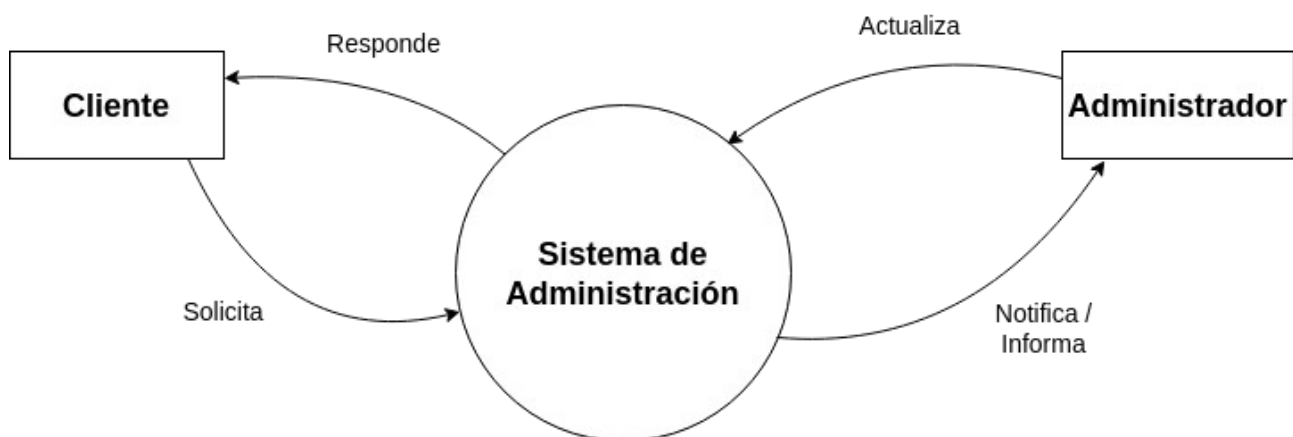 Responde
Actualiza
Cliente
Administrador
Sistema de
Administración
Solicita
Notifica /
Informa